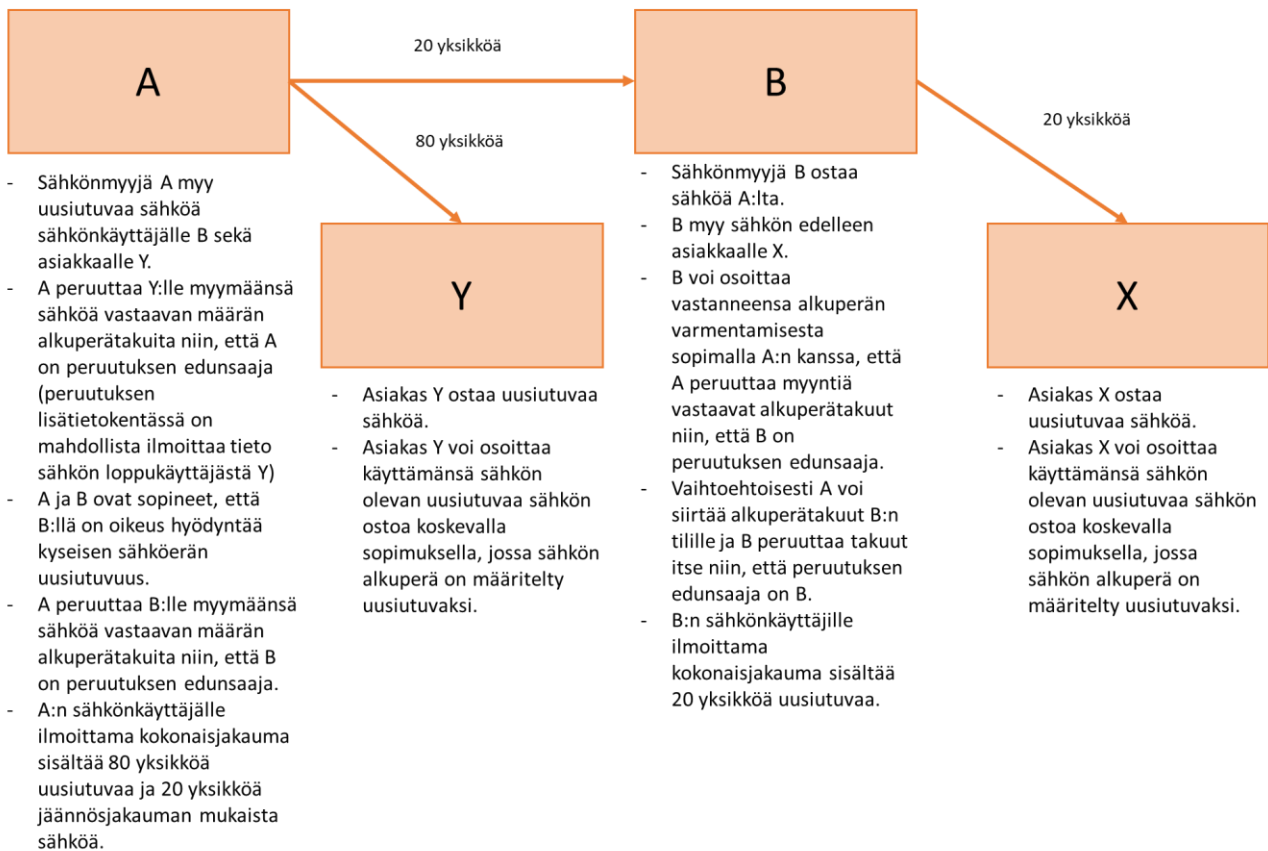 A
20 yksikköä
B
80 yksikköä
20 yksikköä
- Sähkönmyyjä A myy
uusiutuvaa sähköä
sähkönkäyttäjälle B sekä
asiakkaalle Y.
- A peruuttaa Y:lle myymäänsä
sähköä vastaavan määrän
alkuperätakuita niin, että A
on peruutuksen edunsaaja
(peruutuksen
lisätietokentässä on
mahdollista ilmoittaa tieto
sähkön loppukäyttäjästä Y)
- A ja B ovat sopineet, että
B:llä on oikeus hyödyntää
kyseisen sähköerän
uusiutuvuus.
- A peruuttaa B:lle myymäänsä
sähköä vastaavan määrän
alkuperätakuita niin, että B
on peruutuksen edunsaaja.
- A:n sähkönkäyttäjälle
ilmoittama kokonaisjakauma
sisältää 80 yksikköä
uusiutuvaa ja 20 yksikköä
jäännösjakauman mukaista
sähköä.
Y
- Asiakas Y ostaa uusiutuvaa
sähköä.
- Asiakas Y voi osoittaa
käyttämänsä sähkön
olevan uusiutuvaa sähkön
ostoa koskevalla
sopimuksella, jossa sähkön
alkuperä on määritelty
uusiutuvaksi.
- Sähkönmyyjä B ostaa
sähköä A:lta.
- B myy sähkön edelleen
asiakkaalle X.
- B voi osoittaa
vastanneensa alkuperän
varmentamisesta
sopimalla A:n kanssa, että
A peruuttaa myyntiä
vastaavat alkuperätakuut
niin, että B on
peruutuksen edunsaaja.
- Vaihtoehtoisesti A voi
siirtää alkuperätakuut B:n
tilille ja B peruuttaa takuut
itse niin, että peruutuksen
edunsaaja on B.
- B:n sähkönkäyttäjille
ilmoittama
kokonaisjakauma sisältää
20 yksikköä uusiutuvaa.
X
- Asiakas X ostaa
uusiutuvaa sähköä.
- Asiakas X voi osoittaa
käyttämänsä sähkön
olevan uusiutuvaa sähkön
ostoa koskevalla
sopimuksella, jossa
sähkön alkuperä on
määritelty uusiutuvaksi.